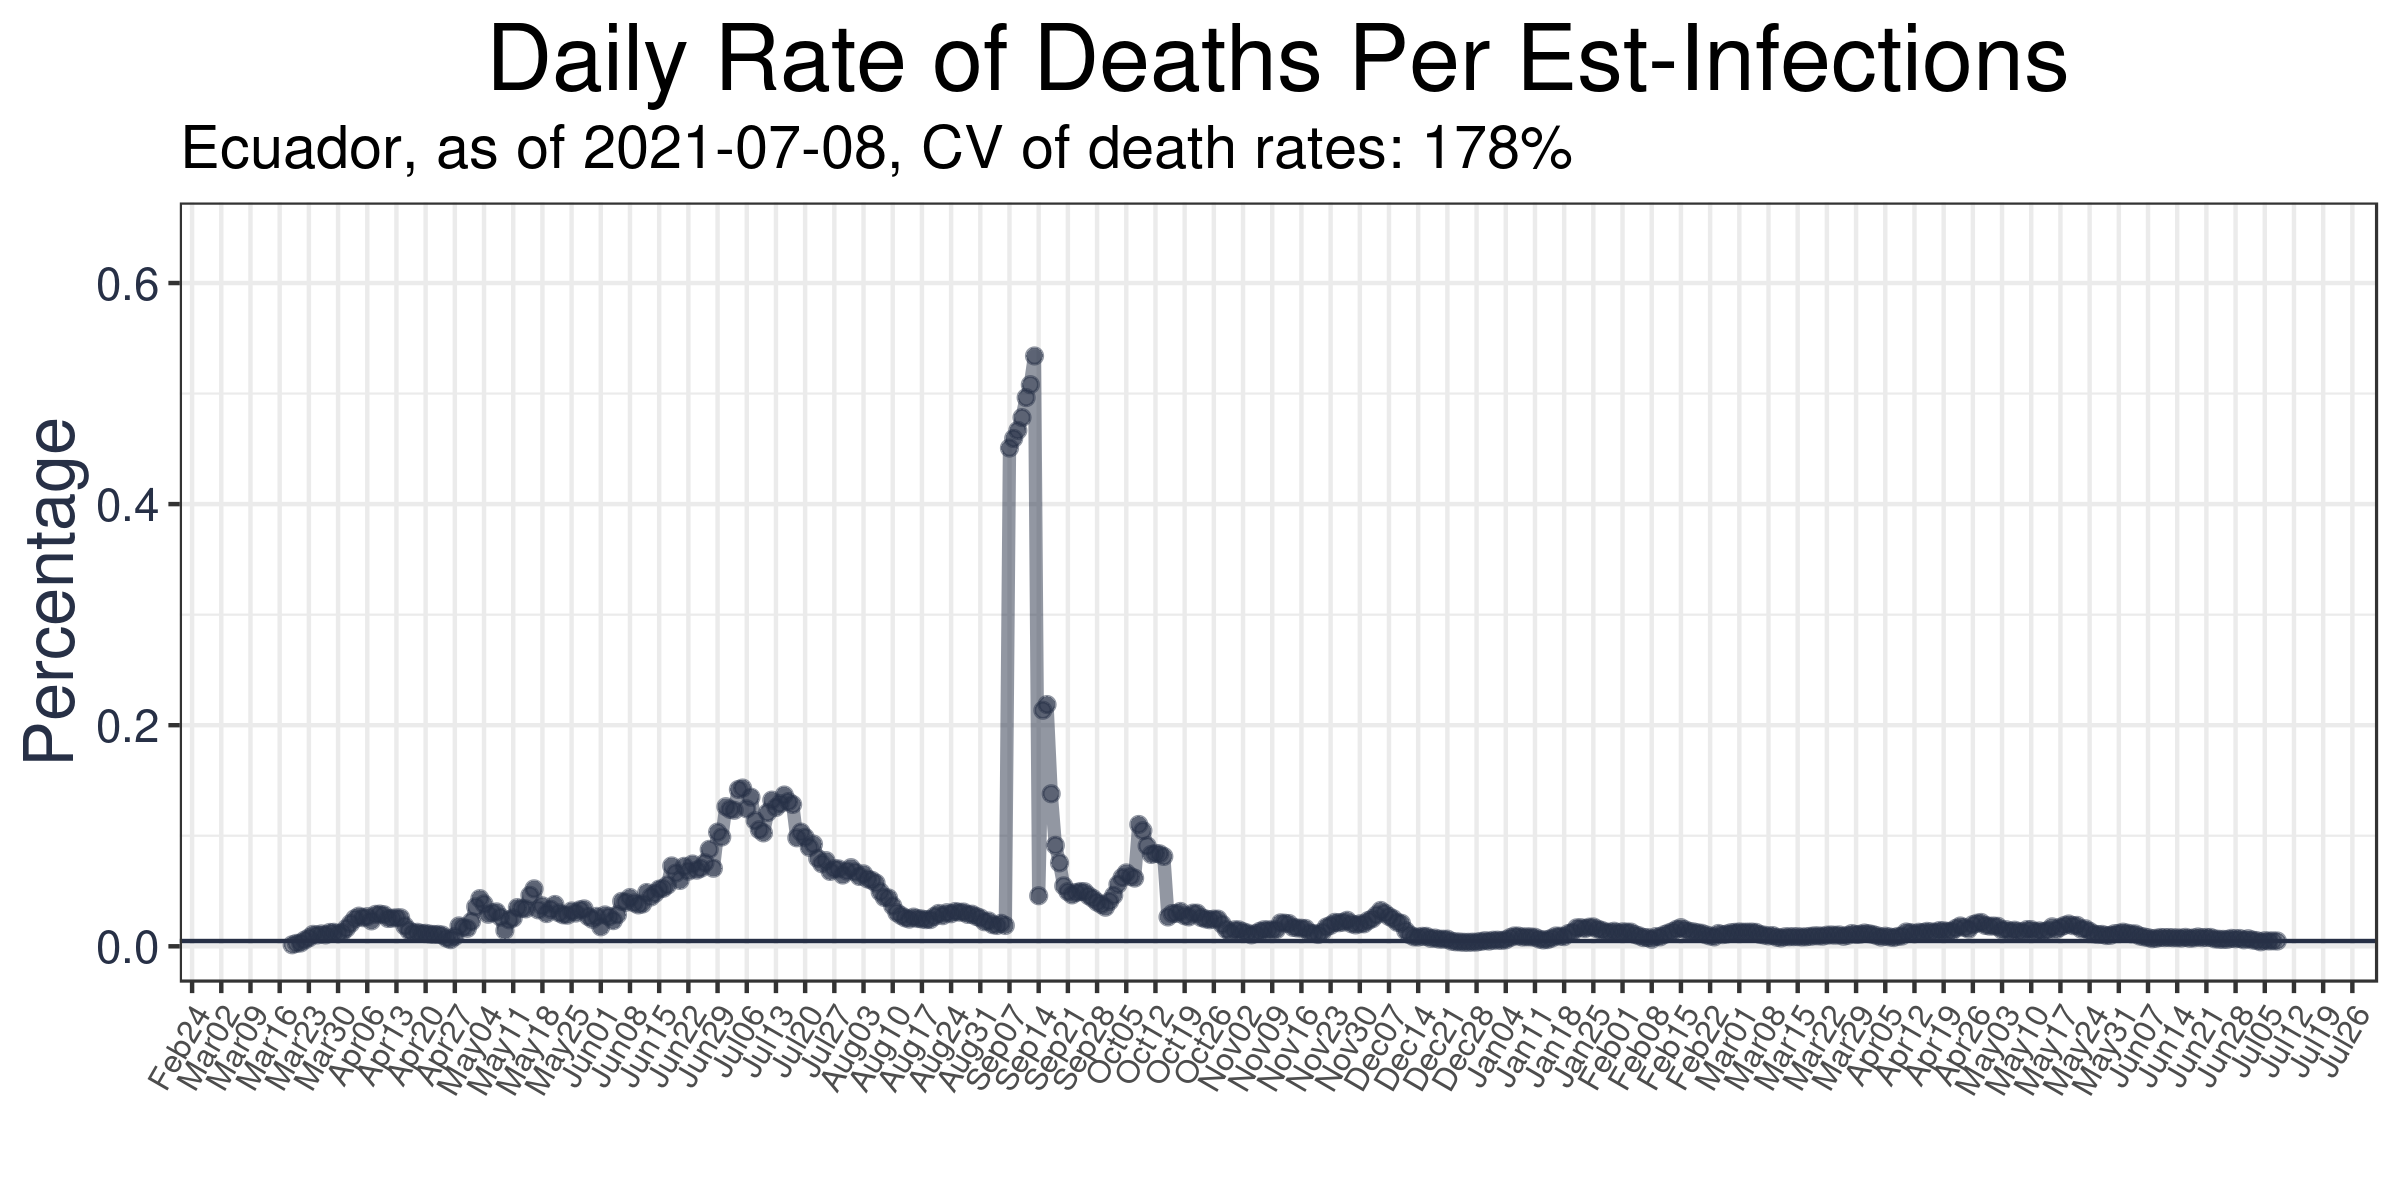 Daily Rate of Deaths Per Est-Infections
Ecuador, as of 2021-07-08, CV of death rates: 178%
Percentage
0.6
0.4
0.2
0.0
Feb24
Mar02
Mar09
Mar16
Mar23
Mar30
Apr06
Apr13
Apr20
Apr27
May04
May11
May18
May25
Jun01
Jun08
Jun15
Jun22
Jun29
Jul06
Jul13
Jul20
Jul27
Aug03
Aug10
Aug17
Aug24
Aug31
Sep07
Sep14
Sep21
Sep28
Oct05
Oct12
Oct19
Oct26
Nov02
Nov09
Nov16
Nov23
Nov30
Dec07
Dec14
Dec21
Dec28
Jan04
Jan11
Jan18
Jan25
Feb01
Feb08
Feb15
Feb22
Mar01
Mar08
Mar15
Mar22
Mar29
Apr05
Apr12
Apr19
Apr26
May03
May10
May17
May24
May31
Jun07
Jun14
Jun21
Jun28
Jul05
Jul12
Jul19
Jul26